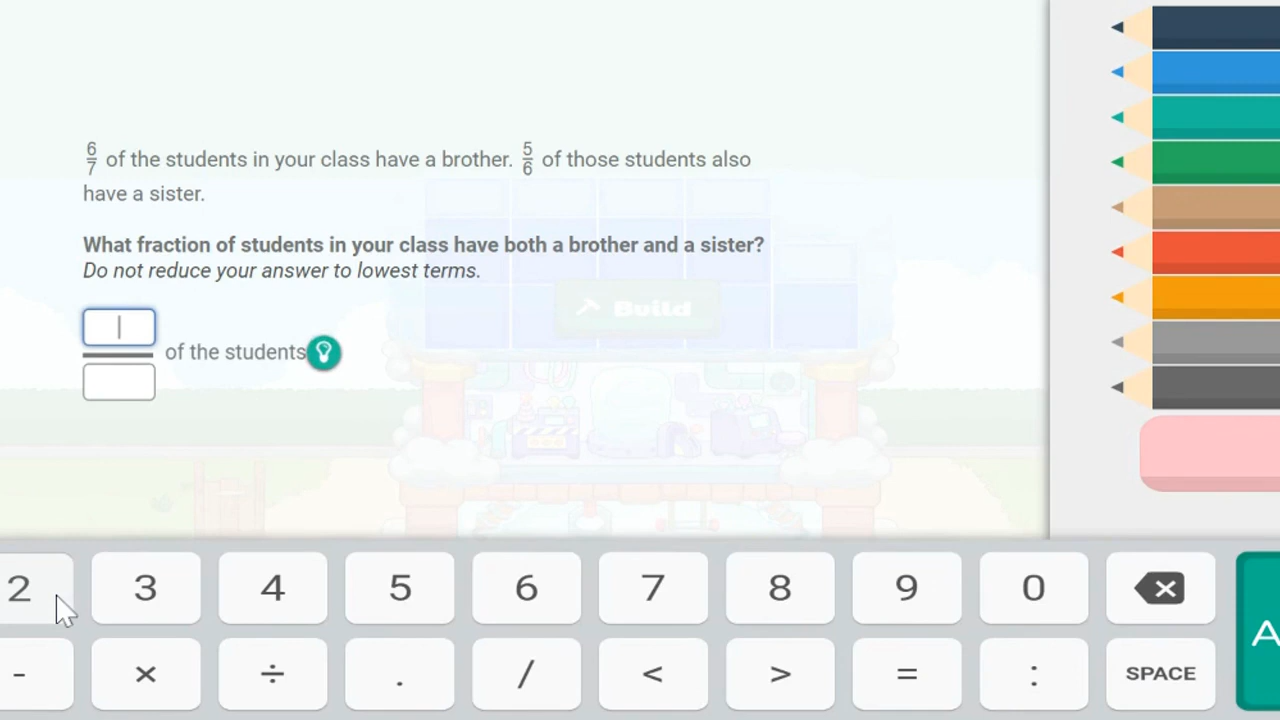 6/7 of the students in your class have a brother. 5/6 of those students also
have a sister.
What fraction of students in your class have both a brother and a sister?
Do not reduce your answer to lowest terms.
Build
of the students
2 3 4 5 6 7 8 9 0
- × ÷ . / < > = : SPACE
A